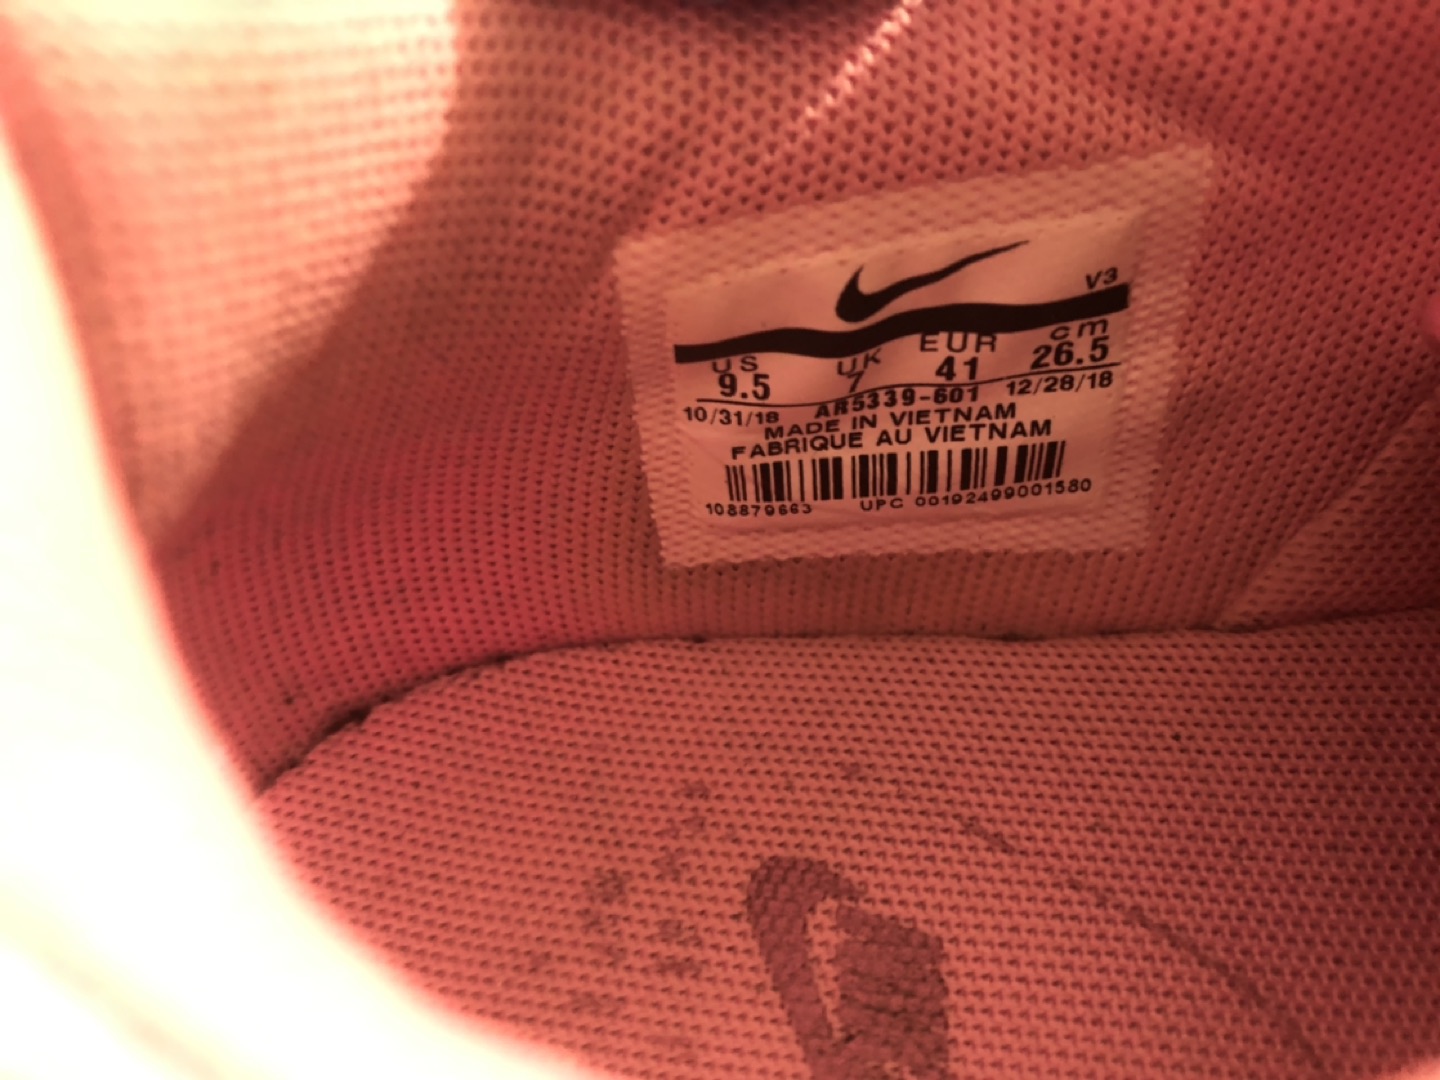 V3
US UK EUR cm
9.5 7 41 26.5
10/31/18 AR5339-601 12/28/18
MADE IN VIETNAM
FABRIQUE AU VIETNAM
108879663 UPC 00192499001580